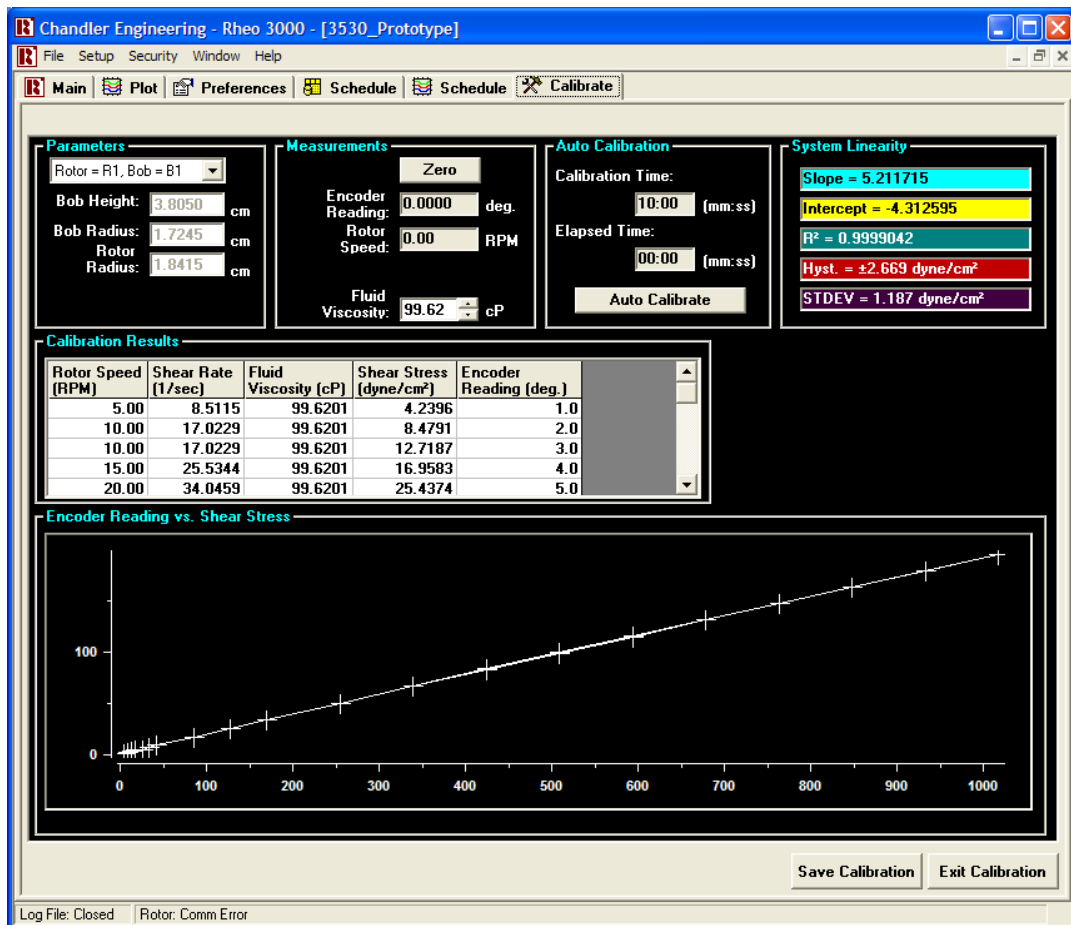 Chandler Engineering - Rheo 3000 - [3530_Prototype]
File Setup Security Window Help
Main Plot Preferences Schedule Schedule Calibrate
Parameters
Rotor = R1, Bob = B1
Bob Height: 3.8050 cm
Bob Radius: 1.7245 cm
Rotor
Radius: 1.8415 cm
Measurements
Zero
Encoder
Reading: 0.0000 deg.
Rotor
Speed: 0.00 RPM
Fluid
Viscosity: 99.62 cP
Auto Calibration
Calibration Time:
10:00 (mm:ss)
Elapsed Time:
00:00 (mm:ss)
Auto Calibrate
System Linearity
Slope = 5.211715
Intercept = -4.312595
R² = 0.9999042
Hyst. = ±2.669 dyne/cm²
STDEV = 1.187 dyne/cm²
Calibration Results
Rotor Speed Shear Rate Fluid Shear Stress Encoder
(RPM) (1/sec) Viscosity (cP) (dyne/cm²) Reading (deg.)
5.00 8.5115 99.6201 4.2396 1.0
10.00 17.0229 99.6201 8.4791 2.0
10.00 17.0229 99.6201 12.7187 3.0
15.00 25.5344 99.6201 16.9583 4.0
20.00 34.0459 99.6201 25.4374 5.0
Encoder Reading vs. Shear Stress
100
0
0 100 200 300 400 500 600 700 800 900 1000
Save Calibration Exit Calibration
Log File: Closed Rotor: Comm Error